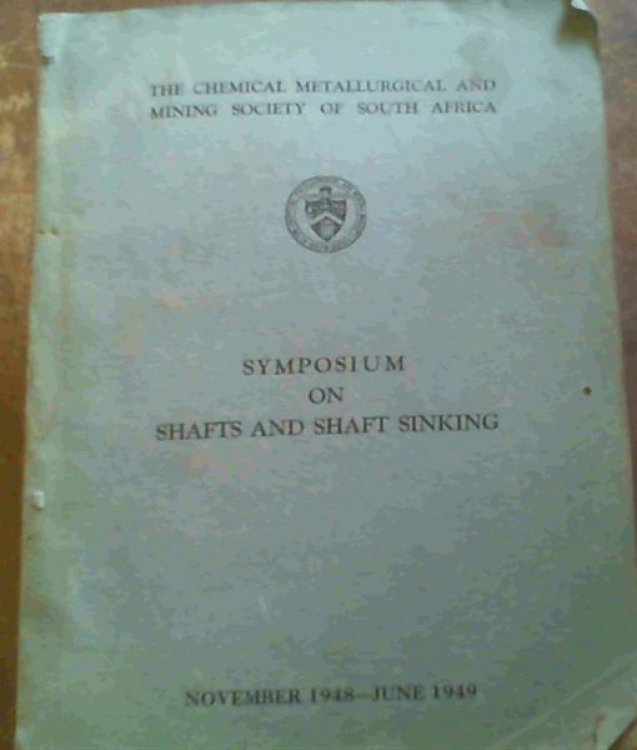 THE CHEMICAL METALLURGICAL AND
MINING SOCIETY OF SOUTH AFRICA
SYMPOSIUM
ON
SHAFTS AND SHAFT SINKING
NOVEMBER 1948—JUNE 1949